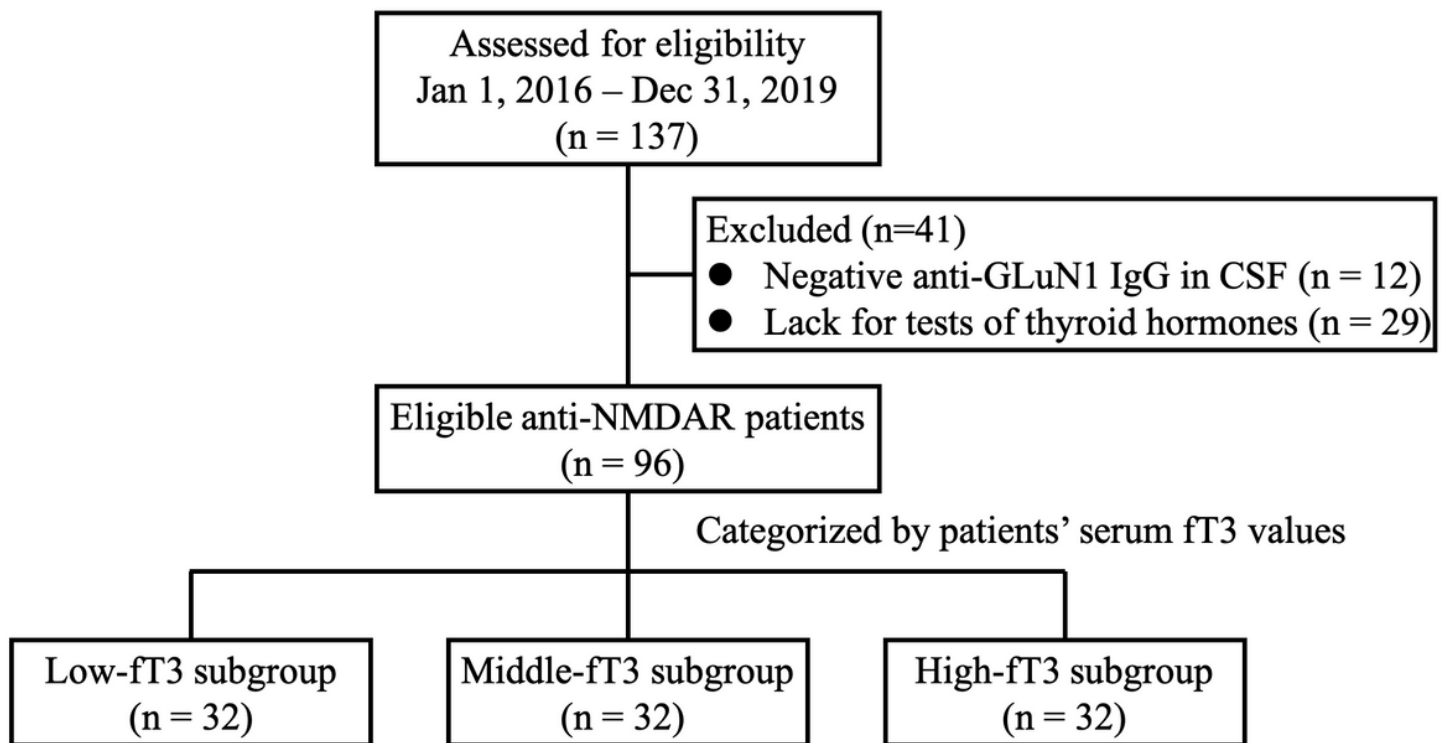 Assessed for eligibility
Jan 1, 2016 – Dec 31, 2019
(n = 137)
Excluded (n=41)
● Negative anti-GLuN1 IgG in CSF (n = 12)
● Lack for tests of thyroid hormones (n = 29)
Eligible anti-NMDAR patients
(n = 96)
Categorized by patients’ serum fT3 values
Low-fT3 subgroup
(n = 32)
Middle-fT3 subgroup
(n = 32)
High-fT3 subgroup
(n = 32)